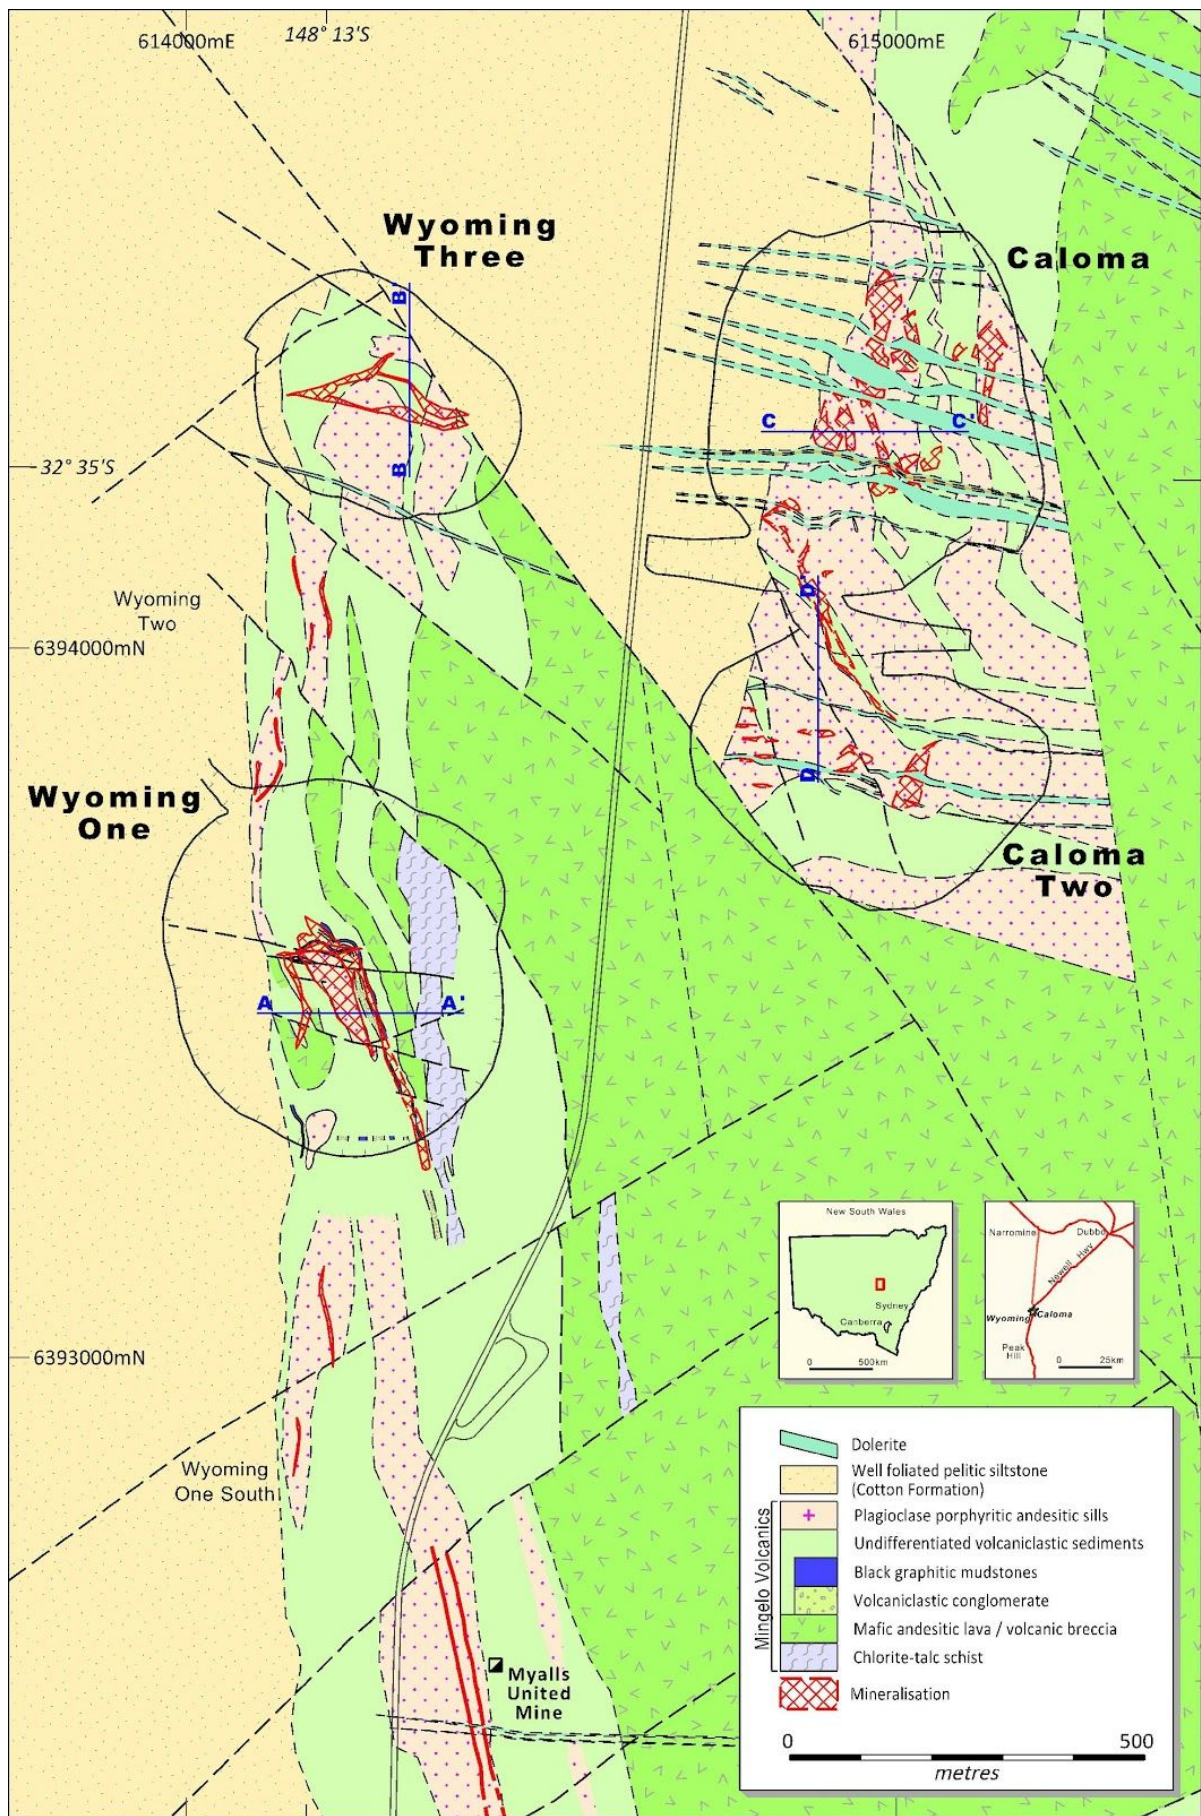 614000mE
148° 13'S
615000mE
Wyoming
Three
Caloma
B'
C
C'
B
32° 35'S
Wyoming
Two
D'
6394000mN
D
Wyoming
One
Caloma
Two
A
A'
New South Wales
Sydney
Canberra
0
500km
Narromine
Dubbo
Newell Hwy
Wyoming
Caloma
Peak
Hill
0
25km
6393000mN
Wyoming
One South
Myalls
United
Mine
Dolerite
Well foliated pelitic siltstone
(Cotton Formation)
Mingelo Volcanics
Plagioclase porphyritic andesitic sills
Undifferentiated volcaniclastic sediments
Black graphitic mudstones
Volcaniclastic conglomerate
Mafic andesitic lava / volcanic breccia
Chlorite-talc schist
Mineralisation
0
500
metres